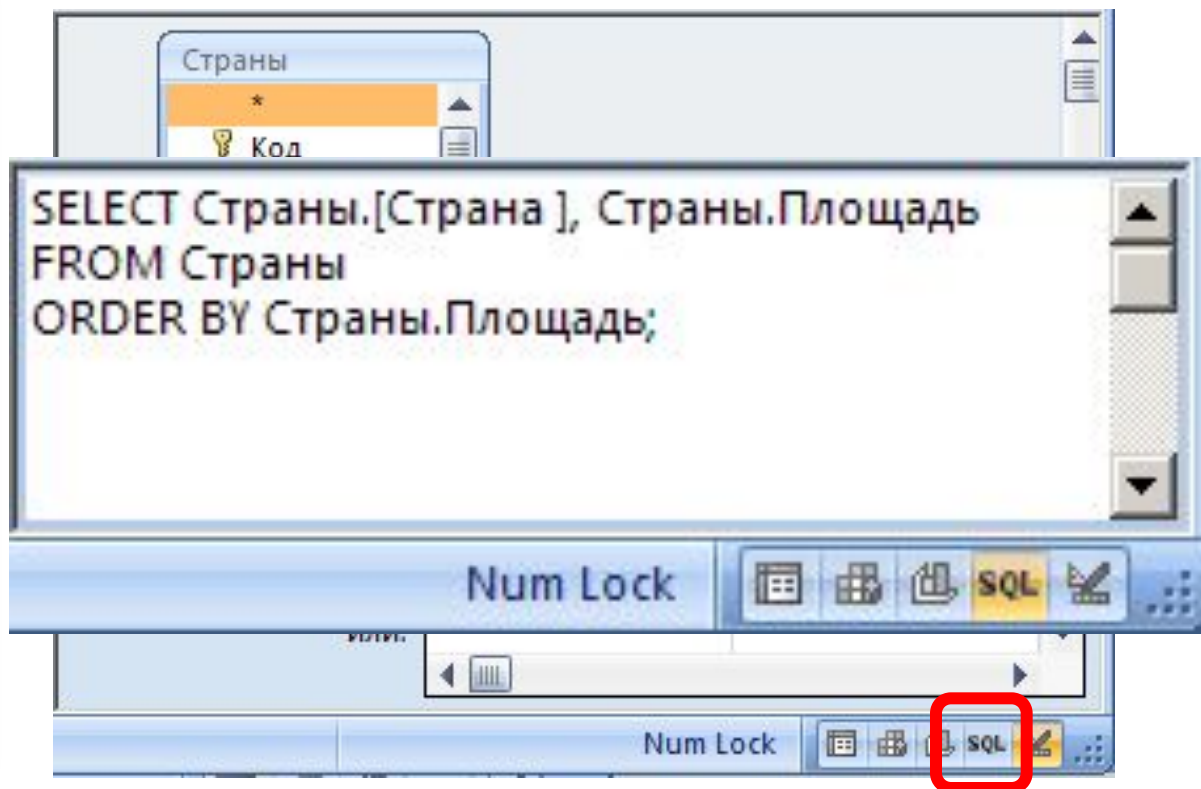 Страны
*
Код
SELECT Страны.[Страна ], Страны.Площадь
FROM Страны
ORDER BY Страны.Площадь;
Num Lock SQL
или:
Num Lock SQL